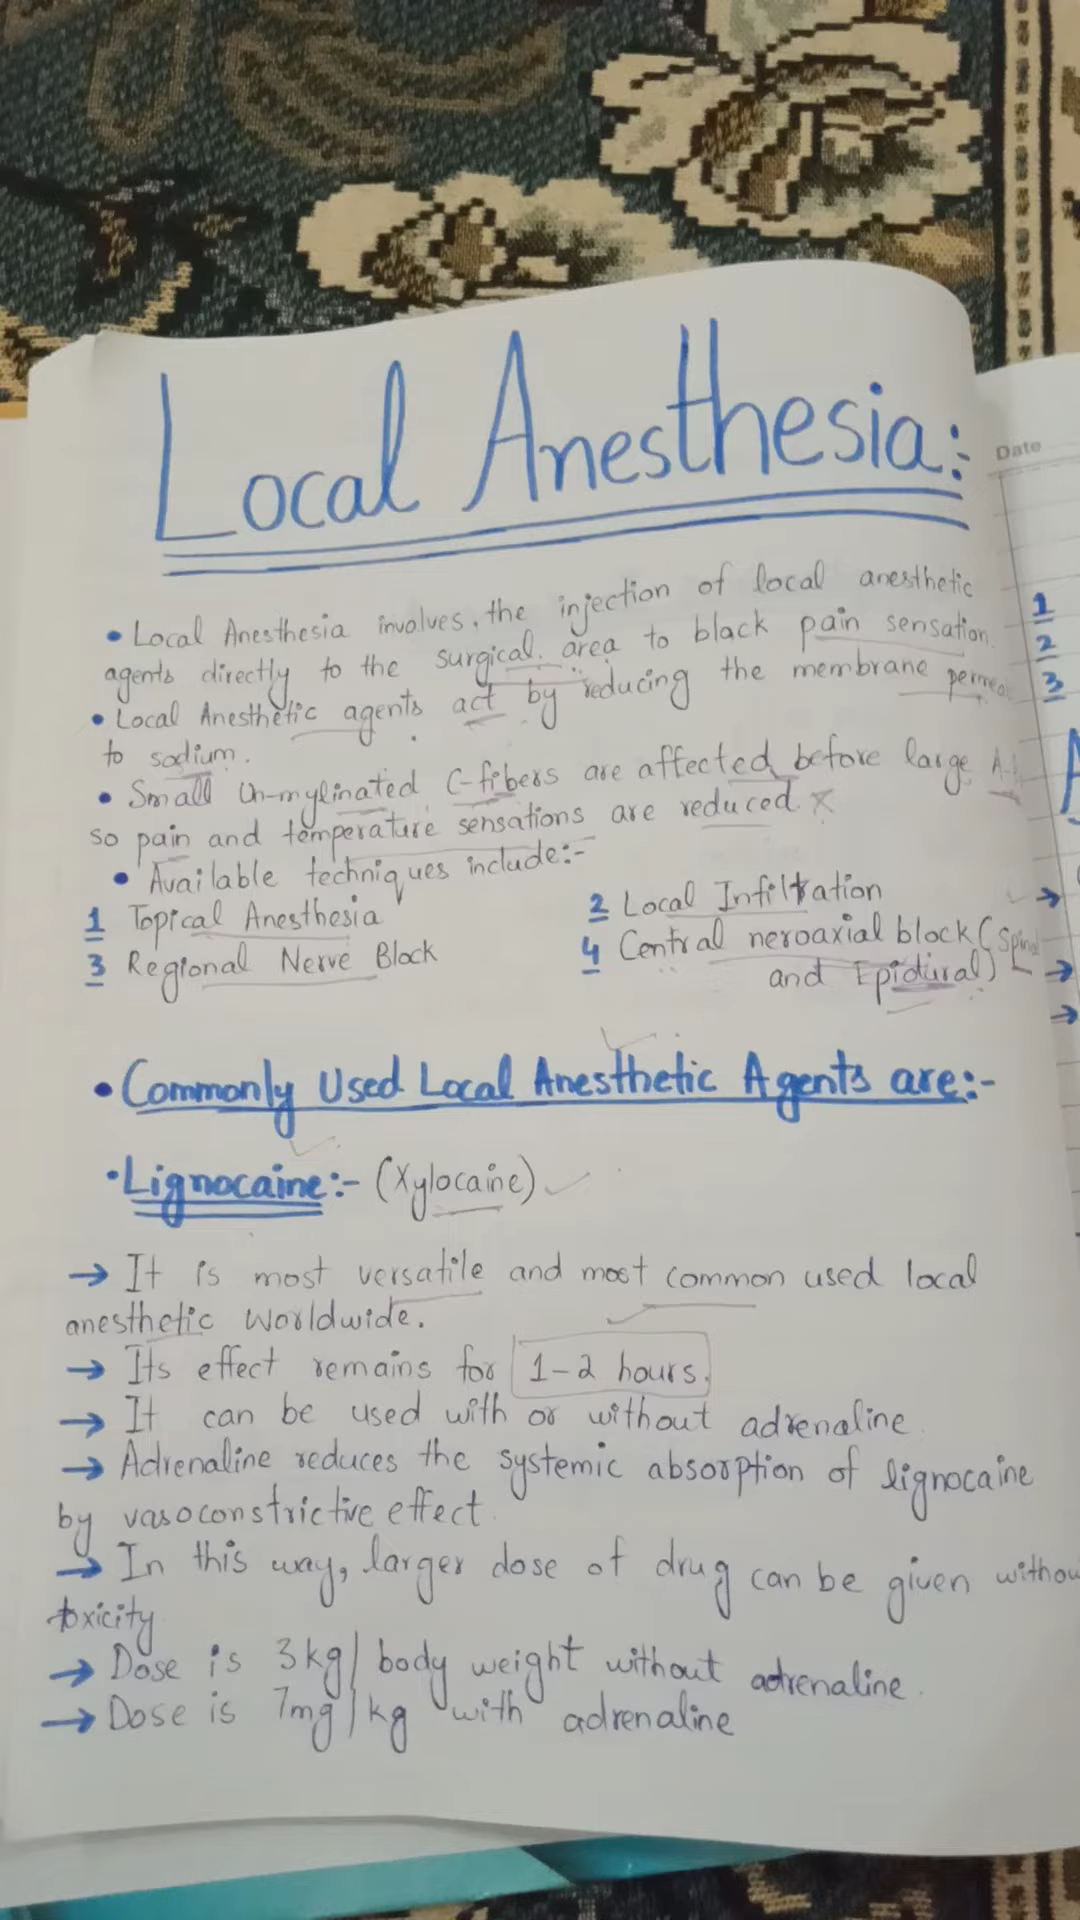 Local Anesthesia:
Date
• Local Anesthesia involves, the injection of local anesthetic
agents directly to the surgical area to black pain sensation
• Local Anesthetic agents act by reducing the membrane permea
to sodium.
• Small Un-mylinated C-fibers are affected before large A-
so pain and temperature sensations are reduced
• Available techniques include:-
1 Topical Anesthesia 2 Local Infiltration
3 Regional Nerve Block 4 Central neroaxial block (Spinal
and Epidural)
• Commonly Used Local Anesthetic Agents are:-
• Lignocaine:- (Xylocaine)
→ It is most versatile and most common used local
anesthetic Worldwide.
→ Its effect remains for 1-2 hours.
→ It can be used with or without adrenaline.
→ Adrenaline reduces the systemic absorption of lignocaine
by vasoconstrictive effect.
→ In this way, larger dose of drug can be given withou
toxicity
→ Dose is 3kg/body weight without adrenaline.
→ Dose is 7mg/kg with adrenaline
1
2
3